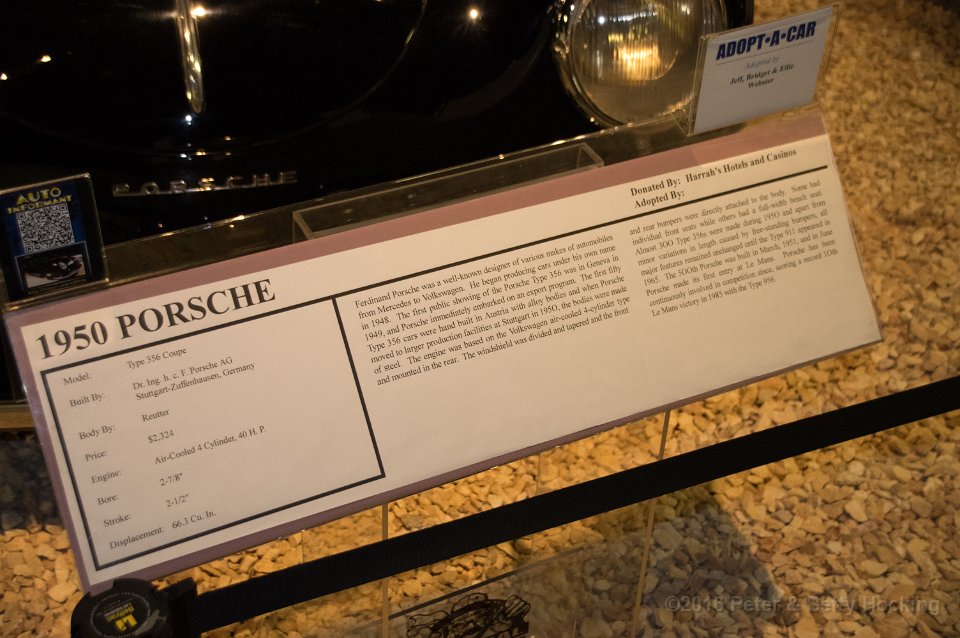 ADOPT•A•CAR
Adopted by
Jeff, Bridget & Ellie
Webster
PORSCHE
AUTO
INFORMANT
1950 PORSCHE
Model: Type 356 Coupe
Built By: Dr. Ing. h. c. F. Porsche AG
Stuttgart-Zuffenhausen, Germany
Body By: Reutter
Price: $2,324
Engine: Air-Cooled 4 Cylinder, 40 H. P.
Bore: 2-7/8"
Stroke: 2-1/2"
Displacement: 66.3 Cu. In.
Donated By: Harrah's Hotels and Casinos
Adopted By:
Ferdinand Porsche was a well-known designer of various makes of automobiles
from Mercedes to Volkswagen. He began producing cars under his own name
in 1948. The first public showing of the Porsche Type 356 was in Geneva in
1949, and Porsche immediately embarked on an export program. The first fifty
Type 356 cars were hand built in Austria with alloy bodies and when Porsche
moved to larger production facilities at Stuttgart in 1950, the bodies were made
of steel. The engine was based on the Volkswagen air-cooled 4-cylinder type
and mounted in the rear. The windshield was divided and tapered and the front
and rear bumpers were directly attached to the body. Some had
individual front seats while others had a full-width bench seat.
Almost 300 Type 356s were made during 1950 and apart from
minor variations in length caused by free-standing bumpers, all
major features remained unchanged until the Type 911 appeared in
1965. The 500th Porsche was built in March, 1951, and in June
Porsche made its first entry at Le Mans. Porsche has been
continuously involved in competition since, scoring a record 10th
Le Mans victory in 1985 with the Type 956.
©2016 Peter & Betsy Hocking